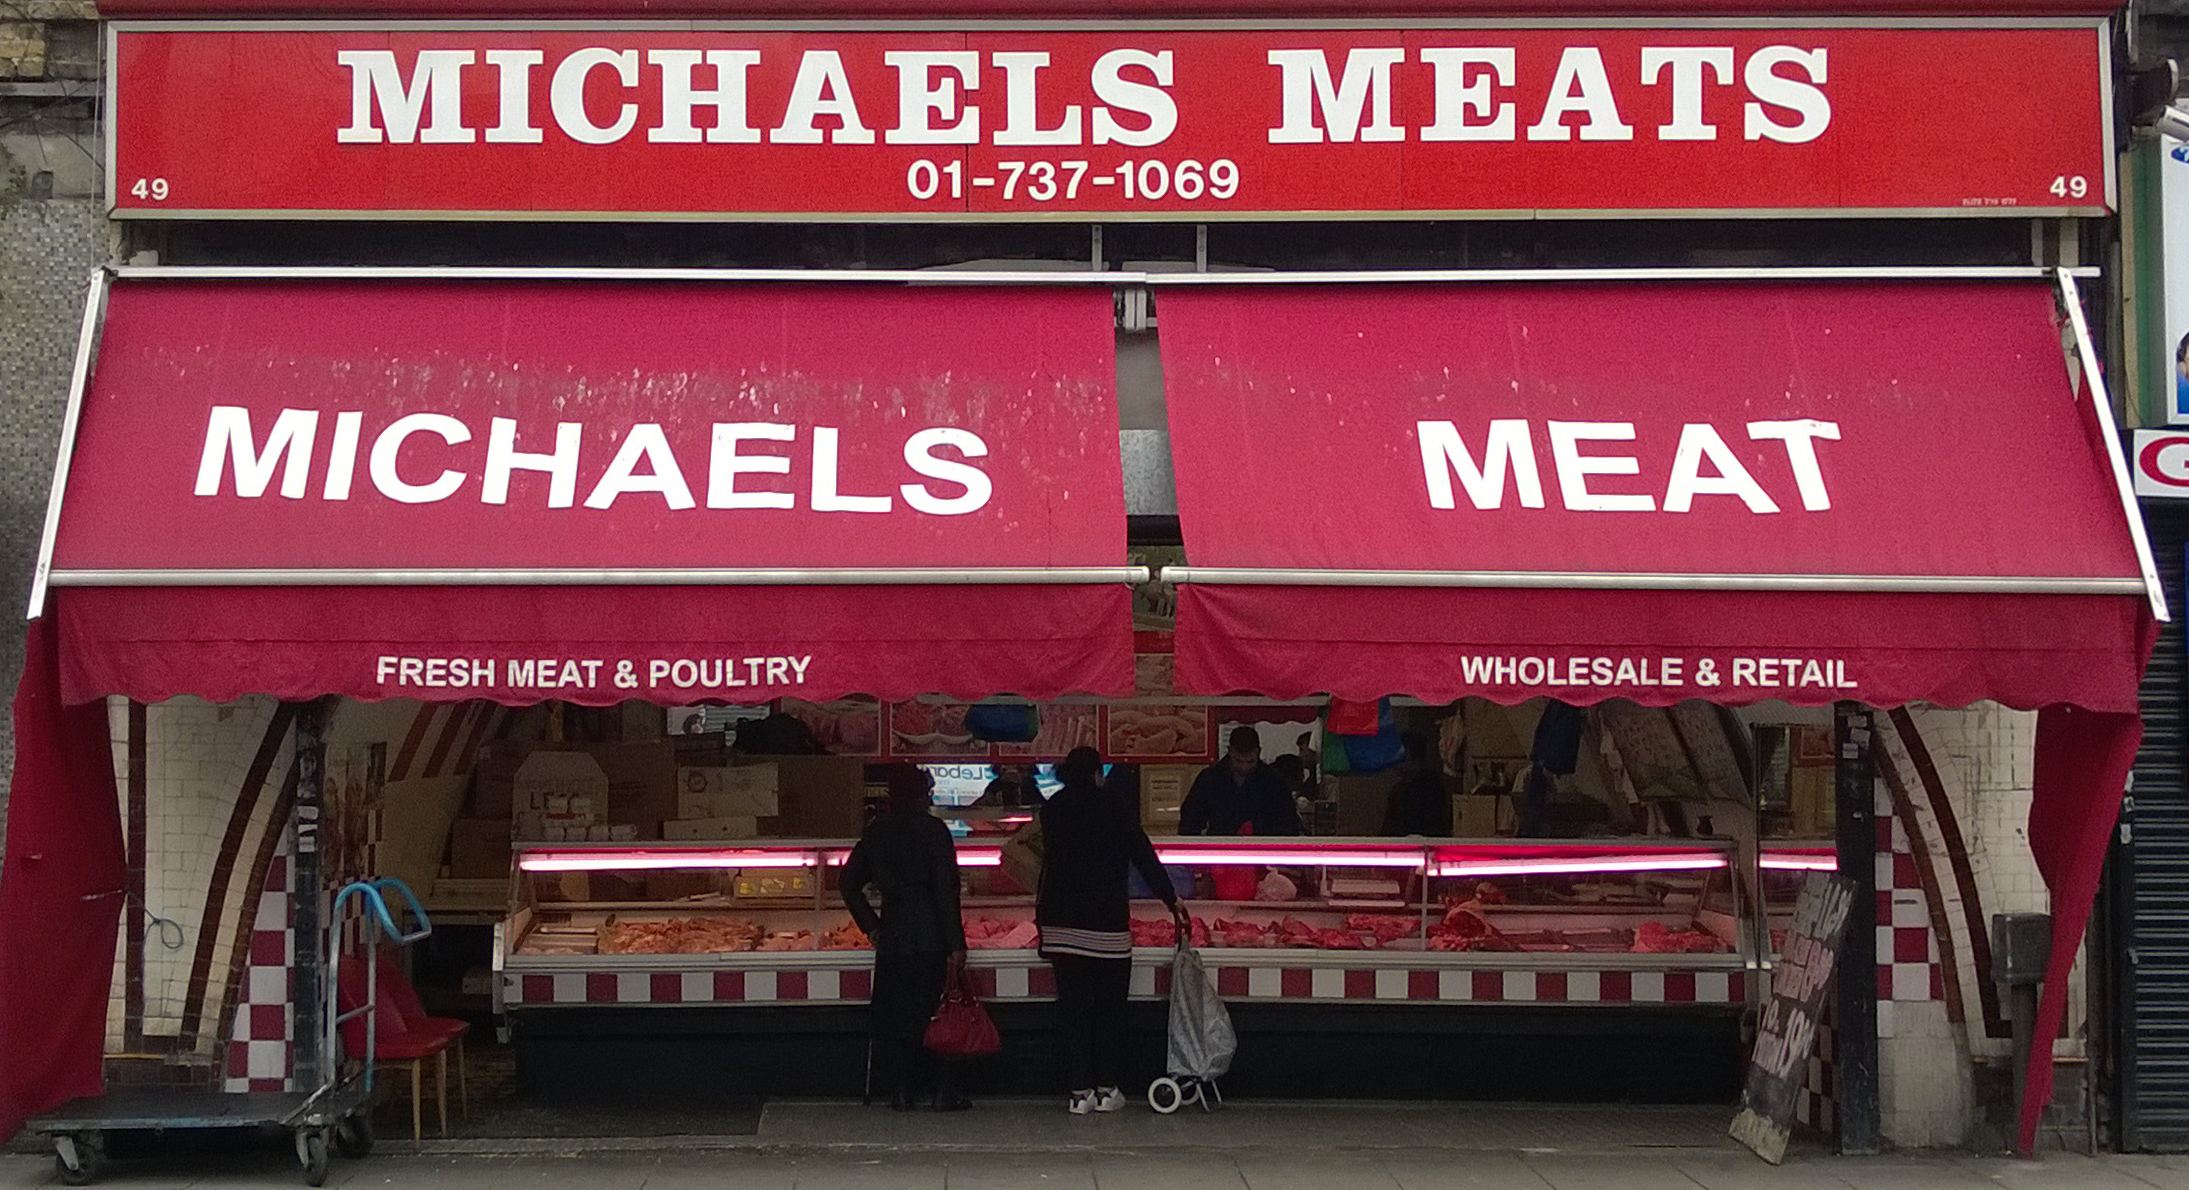 MICHAELS MEATS
01-737-1069
49
49
MICHAELS
MEAT
FRESH MEAT & POULTRY
WHOLESALE & RETAIL